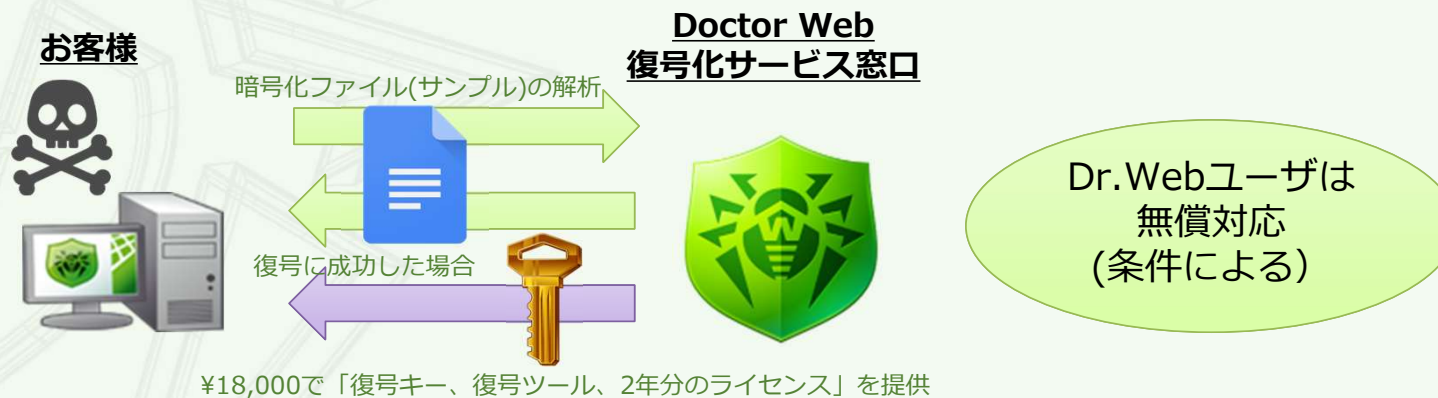 お客様
Doctor Web
復号化サービス窓口
暗号化ファイル(サンプル)の解析
復号に成功した場合
¥18,000で「復号キー、復号ツール、2年分のライセンス」を提供
Dr.Webユーザは
無償対応
(条件による）